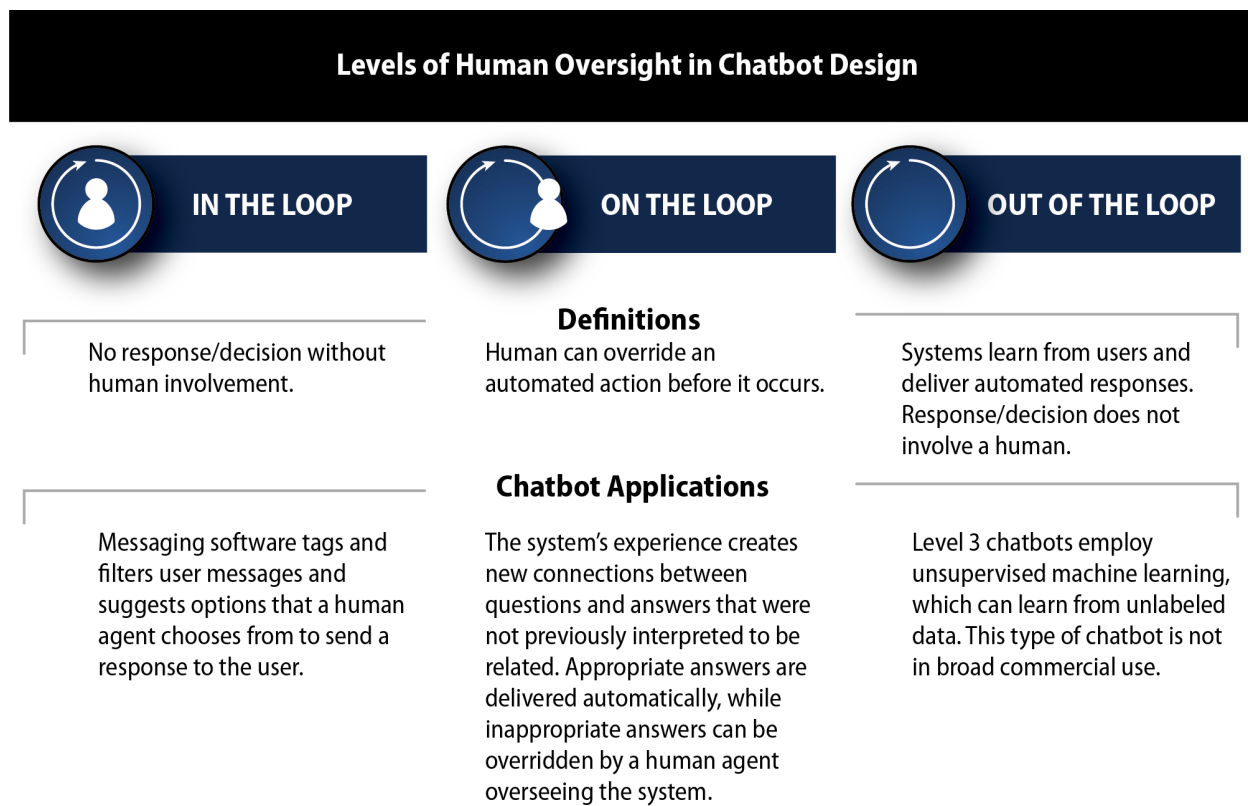 Levels of Human Oversight in Chatbot Design
IN THE LOOP
ON THE LOOP
OUT OF THE LOOP
Definitions
No response/decision without
human involvement.
Human can override an
automated action before it occurs.
Systems learn from users and
deliver automated responses.
Response/decision does not
involve a human.
Chatbot Applications
Messaging software tags and
filters user messages and
suggests options that a human
agent chooses from to send a
response to the user.
The system’s experience creates
new connections between
questions and answers that were
not previously interpreted to be
related. Appropriate answers are
delivered automatically, while
inappropriate answers can be
overridden by a human agent
overseeing the system.
Level 3 chatbots employ
unsupervised machine learning,
which can learn from unlabeled
data. This type of chatbot is not
in broad commercial use.